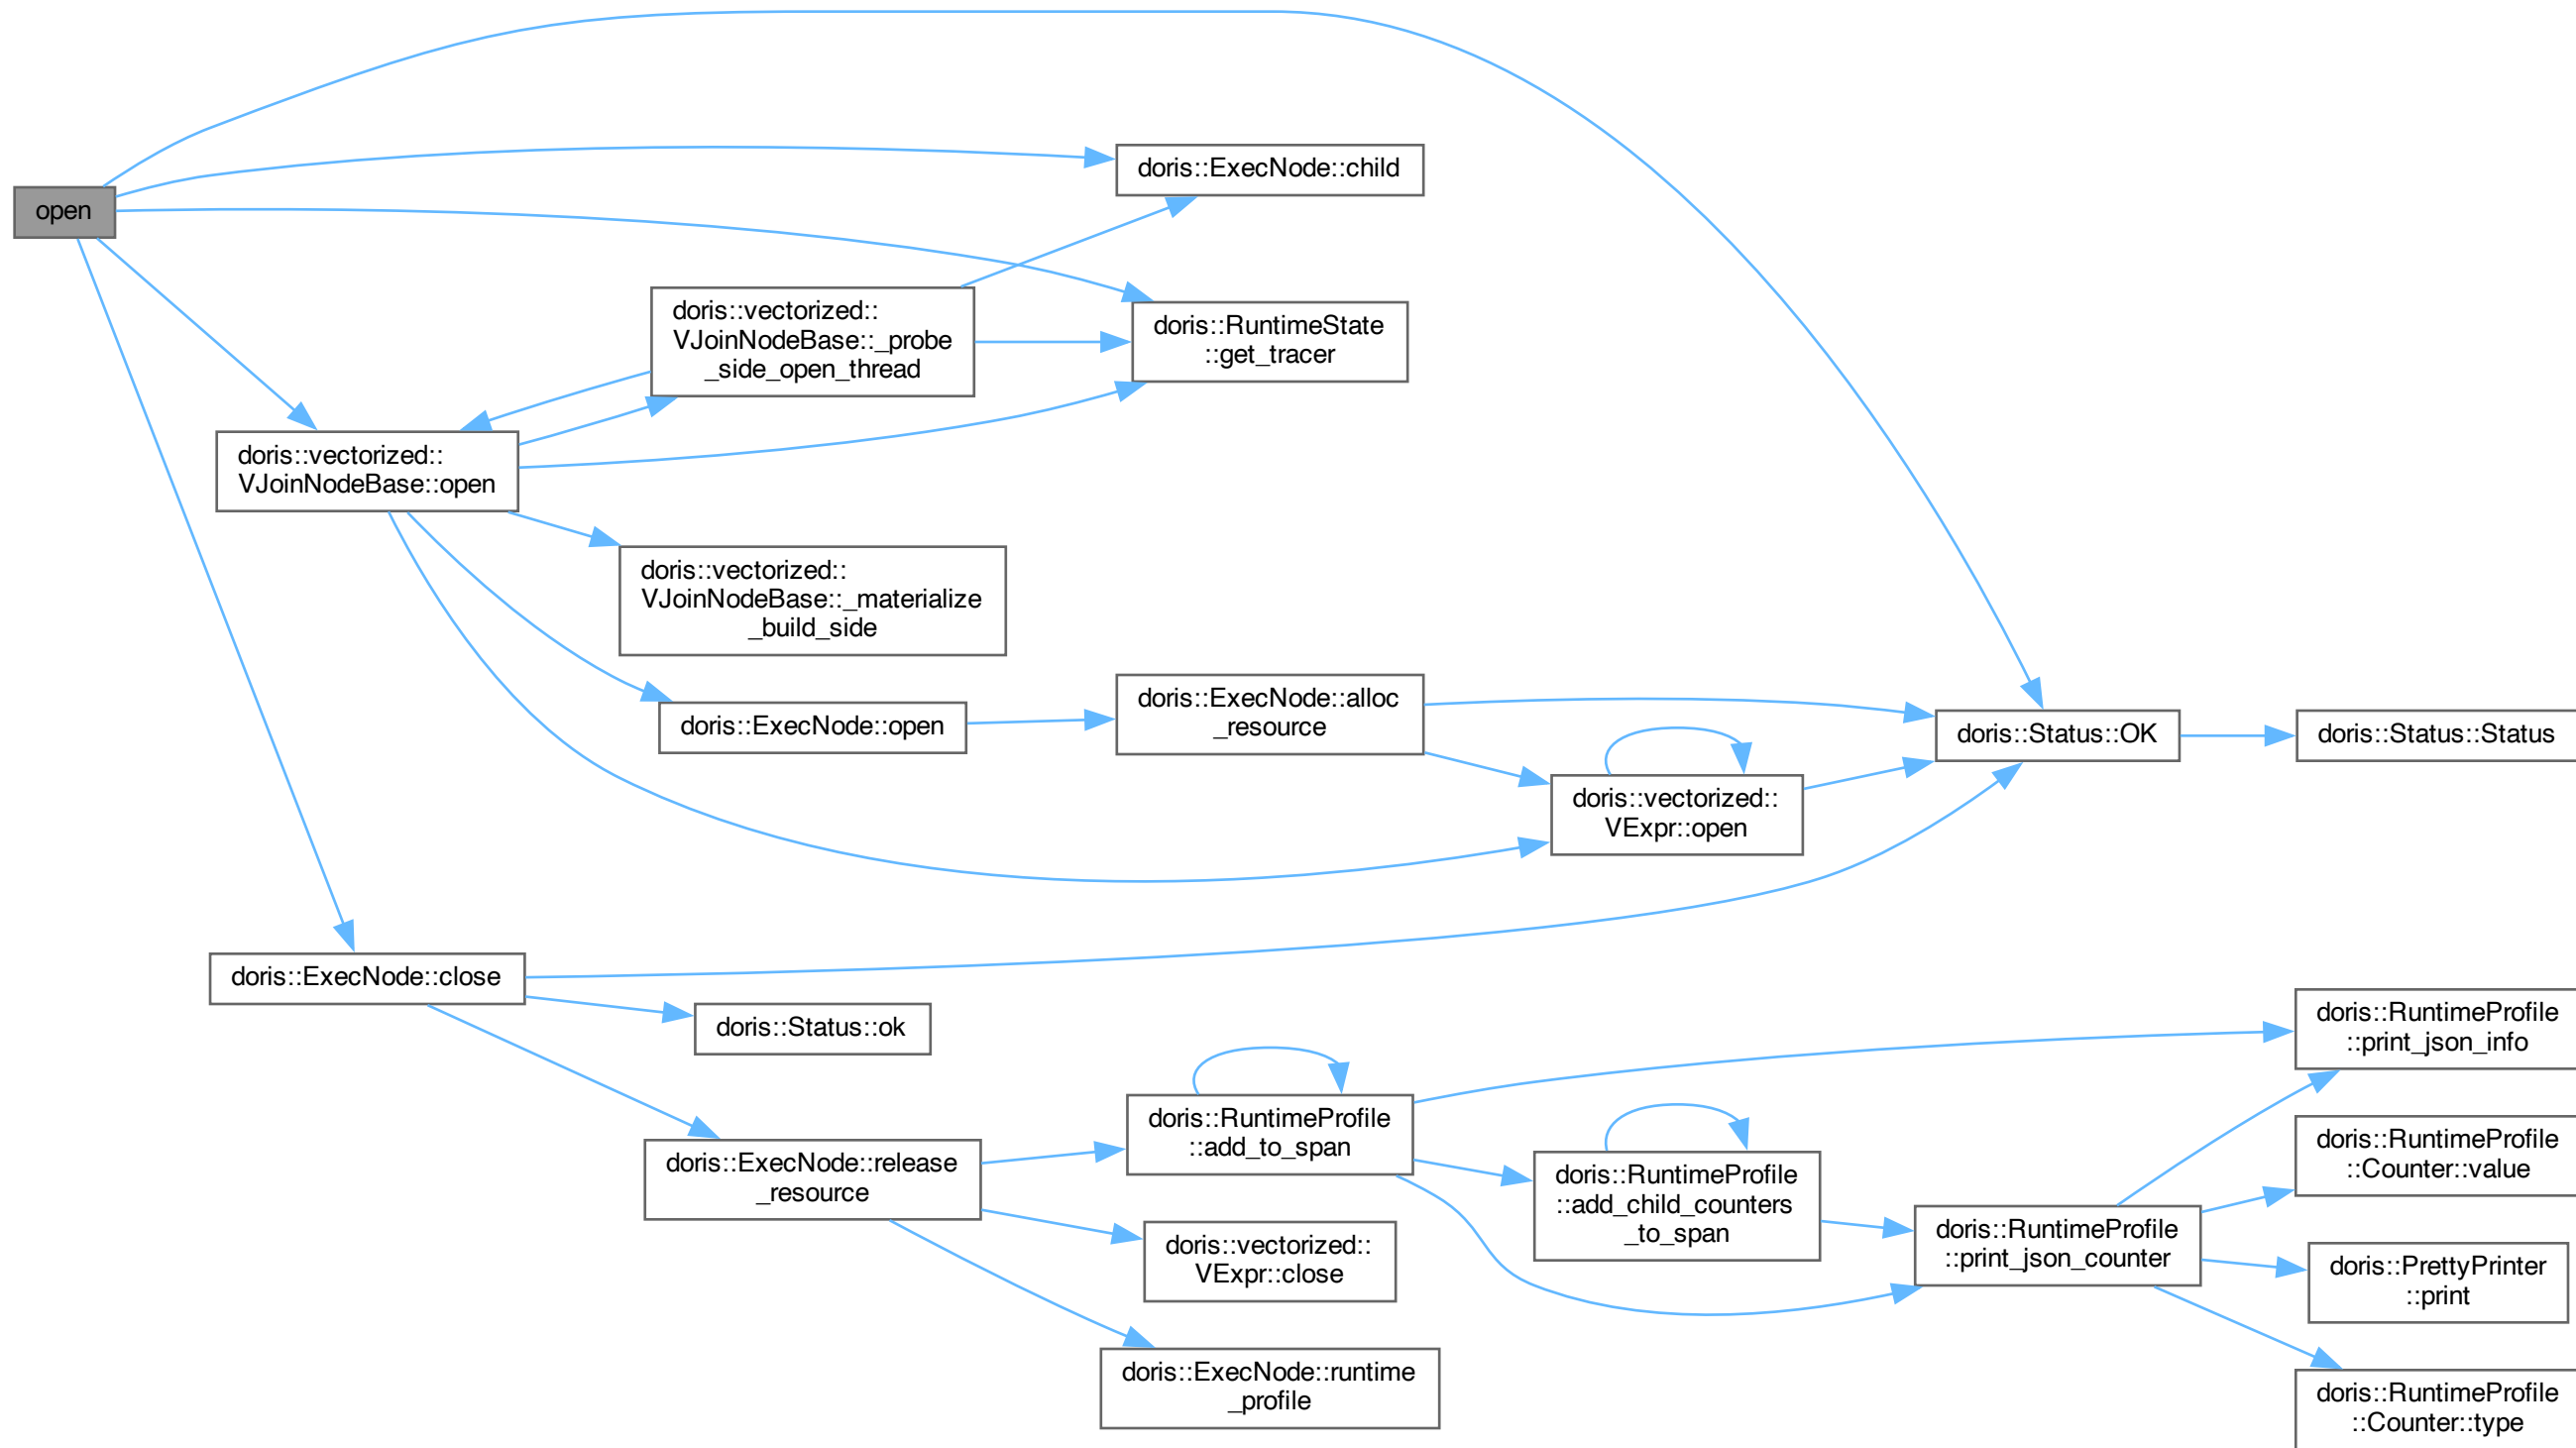 open
doris::ExecNode::child
doris::RuntimeState
::get_tracer
doris::vectorized::
VJoinNodeBase::_probe
_side_open_thread
doris::vectorized::
VJoinNodeBase::open
doris::vectorized::
VJoinNodeBase::_materialize
_build_side
doris::ExecNode::open
doris::ExecNode::alloc
_resource
doris::vectorized::
VExpr::open
doris::Status::OK
doris::Status::Status
doris::ExecNode::close
doris::Status::ok
doris::ExecNode::release
_resource
doris::RuntimeProfile
::add_to_span
doris::vectorized::
VExpr::close
doris::ExecNode::runtime
_profile
doris::RuntimeProfile
::add_child_counters
_to_span
doris::RuntimeProfile
::print_json_counter
doris::RuntimeProfile
::print_json_info
doris::RuntimeProfile
::Counter::value
doris::PrettyPrinter
::print
doris::RuntimeProfile
::Counter::type